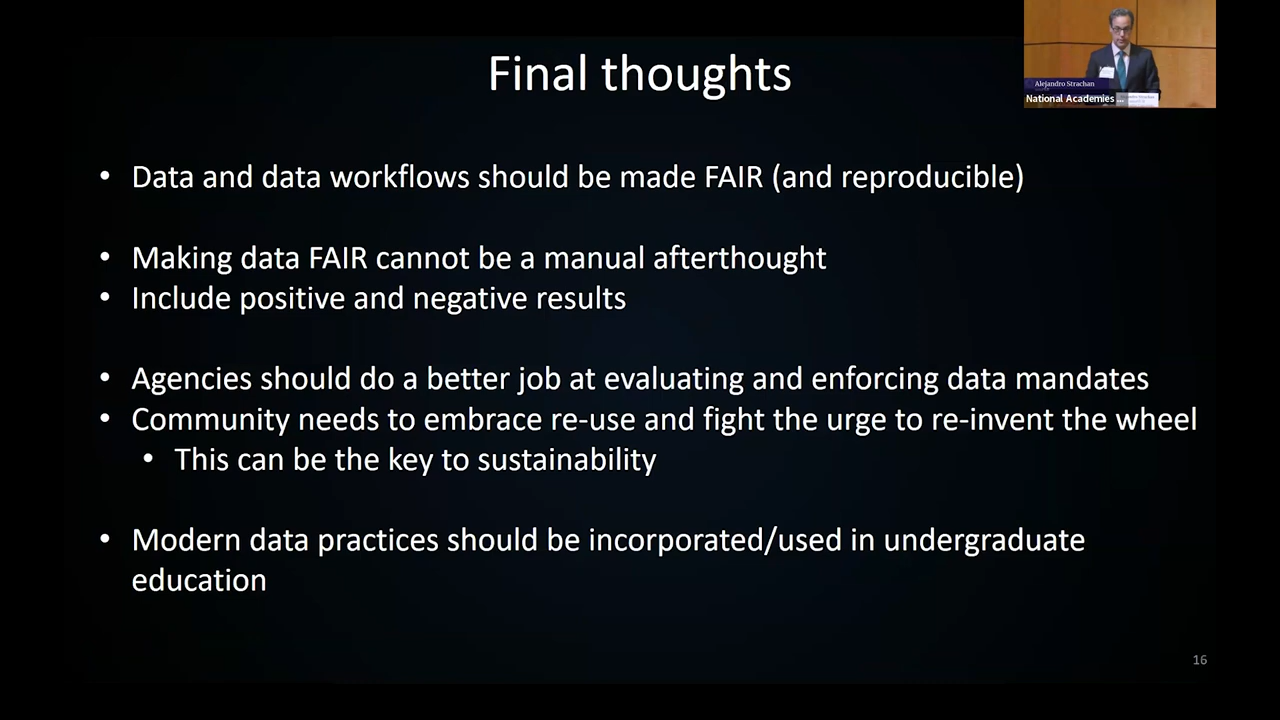 Final thoughts
Alejandro Strachan
National Academies ...
• Data and data workflows should be made FAIR (and reproducible)
• Making data FAIR cannot be a manual afterthought
• Include positive and negative results
• Agencies should do a better job at evaluating and enforcing data mandates
• Community needs to embrace re-use and fight the urge to re-invent the wheel
• This can be the key to sustainability
• Modern data practices should be incorporated/used in undergraduate
education
16